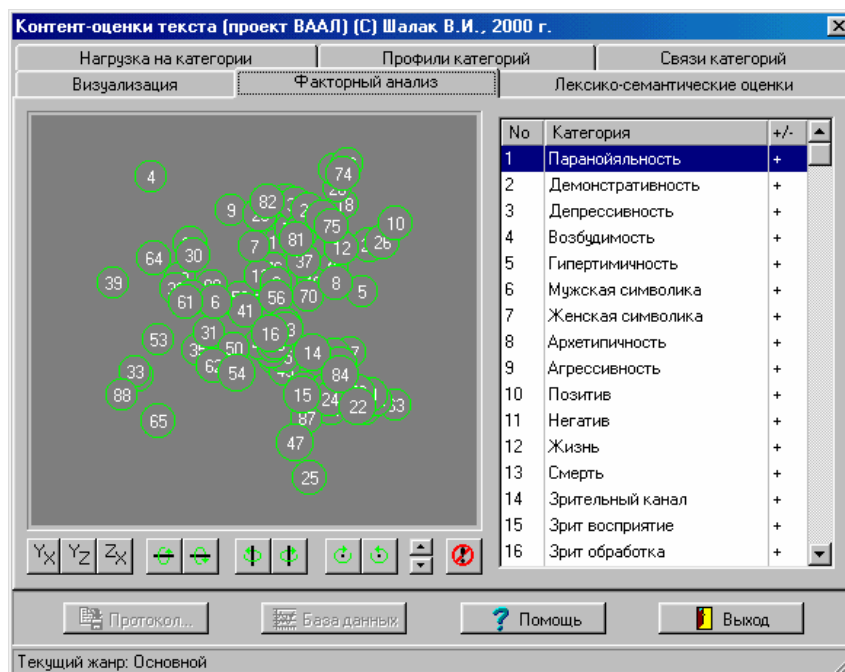 Контент-оценки текста (проект ВААЛ) (С) Шалак В.И., 2000 г.
Нагрузка на категории Профили категорий Связи категорий
Визуализация Факторный анализ Лексико-семантические оценки
No Категория +/-
1 Паранойяльность +
2 Демонстративность +
3 Депрессивность +
4 Возбудимость +
5 Гипертимичность +
6 Мужская символика +
7 Женская символика +
8 Архетипичность +
9 Агрессивность +
10 Позитив +
11 Негатив +
12 Жизнь +
13 Смерть +
14 Зрительный канал +
15 Зрит восприятие +
16 Зрит обработка +
74
4
82
9
18
10
75
81
7
12
26
64
30
37
39
8
5
61
6
56
70
41
31
16
53
50
14
33
54
84
88
15
24
22
65
87
47
25
YX YZ ZX
Протокол... База данных Помощь Выход
Текущий жанр: Основной